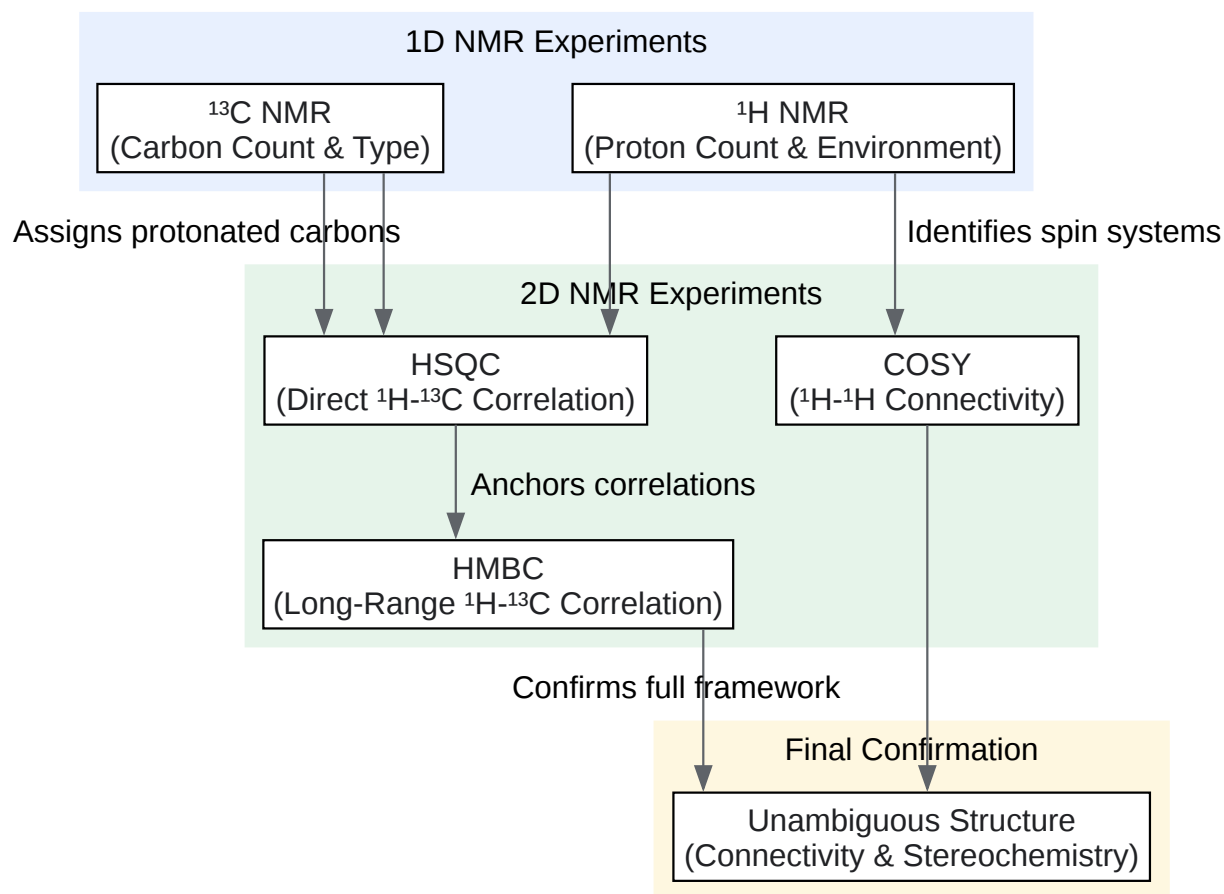 1D NMR Experiments
¹³C NMR
(Carbon Count & Type)
¹H NMR
(Proton Count & Environment)
Assigns protonated carbons
Identifies spin systems
2D NMR Experiments
HSQC
(Direct ¹H-¹³C Correlation)
COSY
(¹H-¹H Connectivity)
Anchors correlations
HMBC
(Long-Range ¹H-¹³C Correlation)
Confirms full framework
Final Confirmation
Unambiguous Structure
(Connectivity & Stereochemistry)